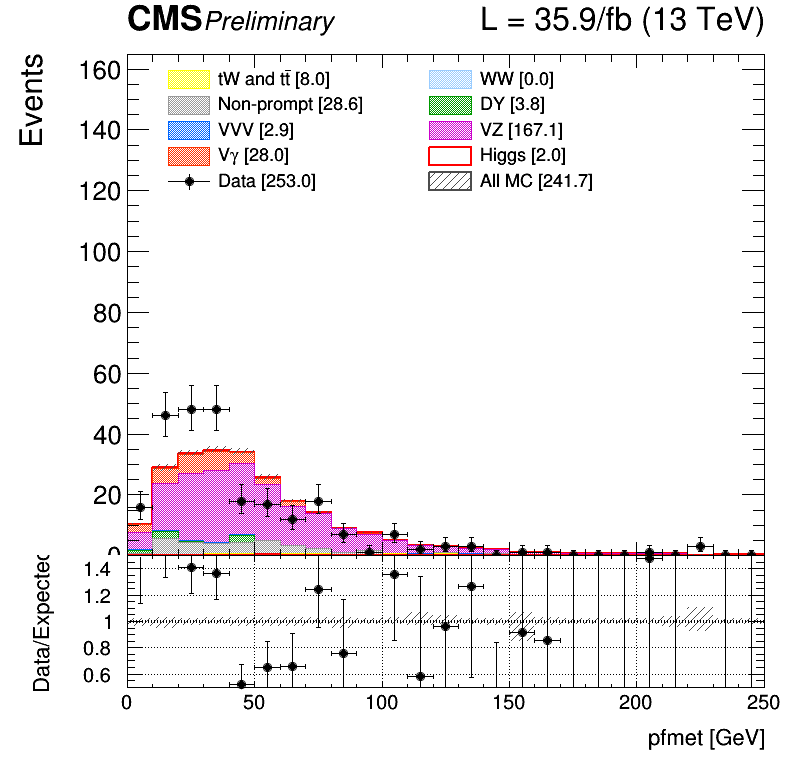 CMS Preliminary L = 35.9/fb (13 TeV)
Events
160
140
120
100
80
60
40
20
0
tW and tt̄ [8.0]
Non-prompt [28.6]
VVV [2.9]
Vγ [28.0]
Data [253.0]
WW [0.0]
DY [3.8]
VZ [167.1]
Higgs [2.0]
All MC [241.7]
Data/Expected
1.4
1.2
1
0.8
0.6
0 50 100 150 200 250
pfmet [GeV]